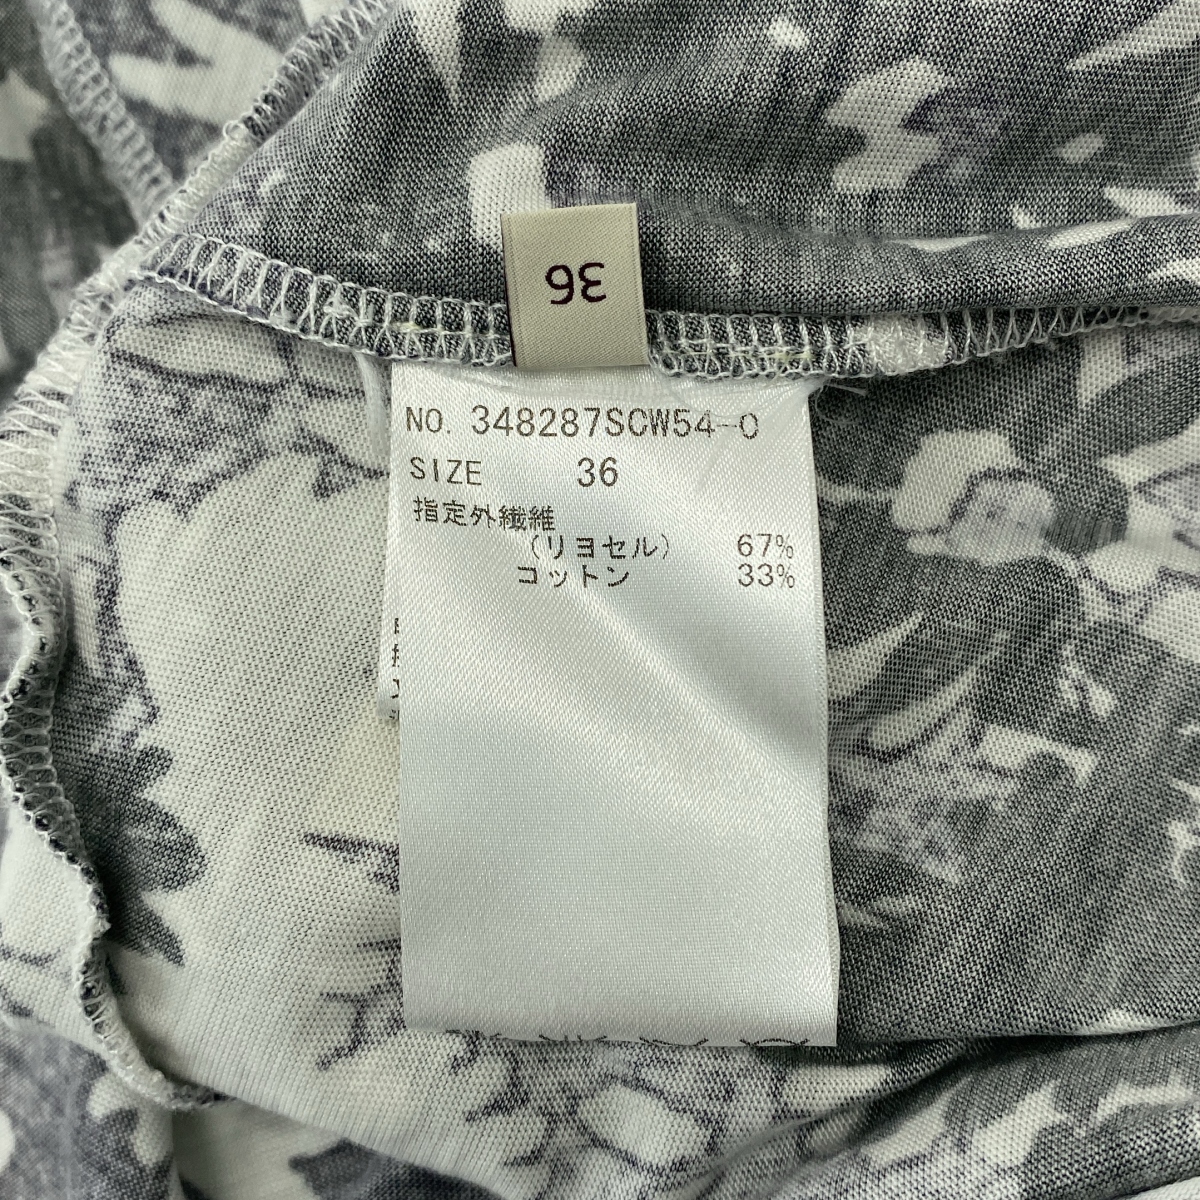 36
NO. 348287SCW54-0
SIZE 36
指定外繊維
(リヨセル) 67%
コットン 33%